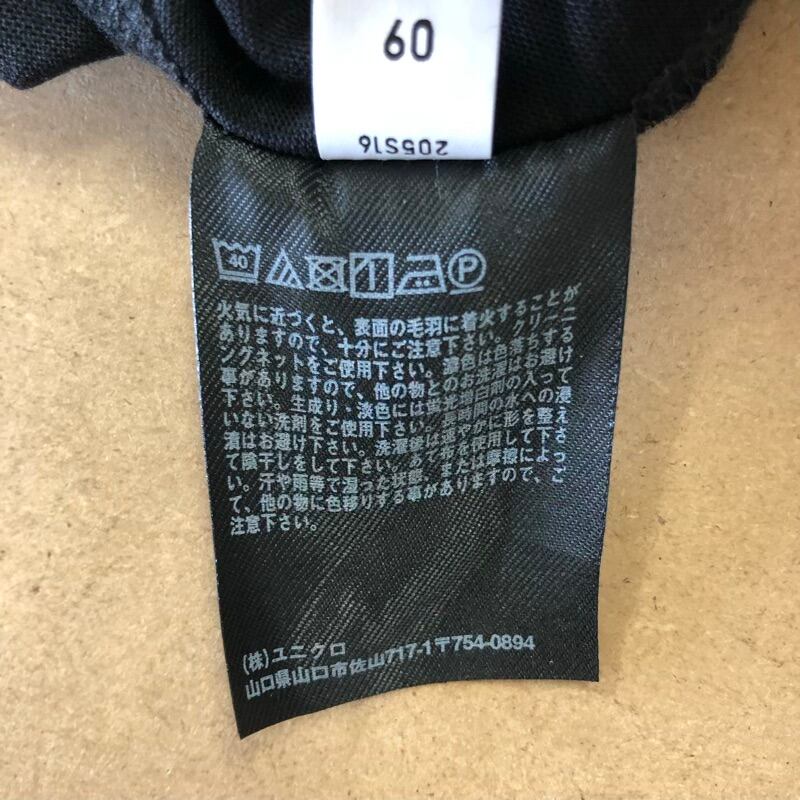 09
205S16
40
P
火気に近づくと、表面の毛羽に着火することが
ありますので、十分にご注意下さい。クリーニ
ングネットをご使用下さい。濃色は色落ちする
事がありますので、他の物とのお洗濯はお避け
下さい。生成り・淡色には蛍光増白剤の入って
いない洗剤をご使用下さい。長時間の水への浸
漬はお避け下さい。洗濯後は速やかに形を整え
て陰干しをして下さい。あて布を使用して下さ
い。汗や雨等で湿った状態、または摩擦によっ
て、他の物に色移りする事がありますので、ご
注意下さい。
(株)ユニクロ
山口県山口市佐山717-1〒754-0894